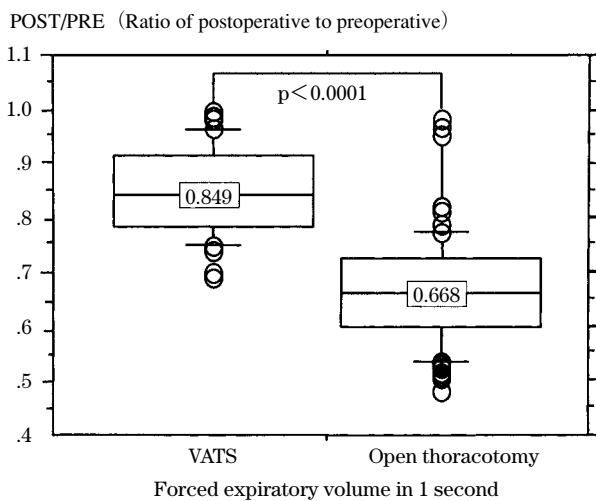 POST/PRE (Ratio of postoperative to preoperative)
1.1
1.0
.9
.8
.7
.6
.5
.4
p<0.0001
0.849
0.668
VATS Open thoracotomy
Forced expiratory volume in 1 second